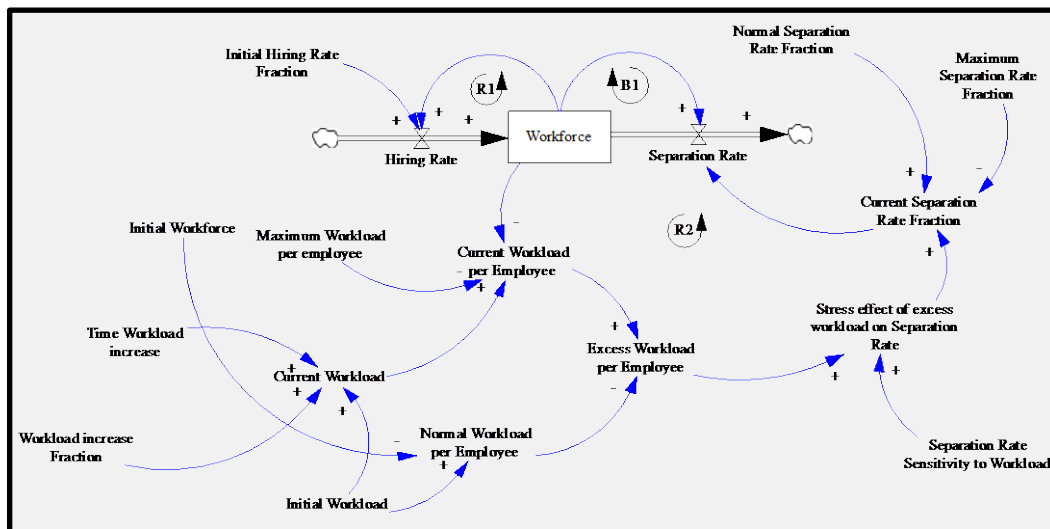 Normal Separation
Rate Fraction
Initial Hiring Rate
Fraction
Maximum
Separation Rate
Fraction
R1
B1
+
+
+
+
+
+
Workforce
Hiring Rate
Separation Rate
+
-
Current Separation
Rate Fraction
Initial Workforce
Maximum Workload
per employee
-
R2
Current Workload
per Employee
+
-
+
Stress effect of excess
workload on Separation
Rate
Time Workload
increase
+
Excess Workload
per Employee
+
Current Workload
+
+
-
+
+
Workload increase
Fraction
Normal Workload
per Employee
-
+
Separation Rate
Sensitivity to Workload
Initial Workload